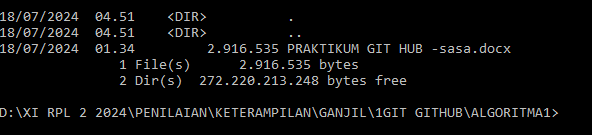 18/07/2024  04.51    <DIR>          .
18/07/2024  04.51    <DIR>          ..
18/07/2024  01.34         2.916.535 PRAKTIKUM GIT HUB -sasa.docx
               1 File(s)      2.916.535 bytes
               2 Dir(s)  272.220.213.248 bytes free
D:\XI RPL 2 2024\PENILAIAN\KETERAMPILAN\GANJIL\1GIT GITHUB\ALGORITMA1>